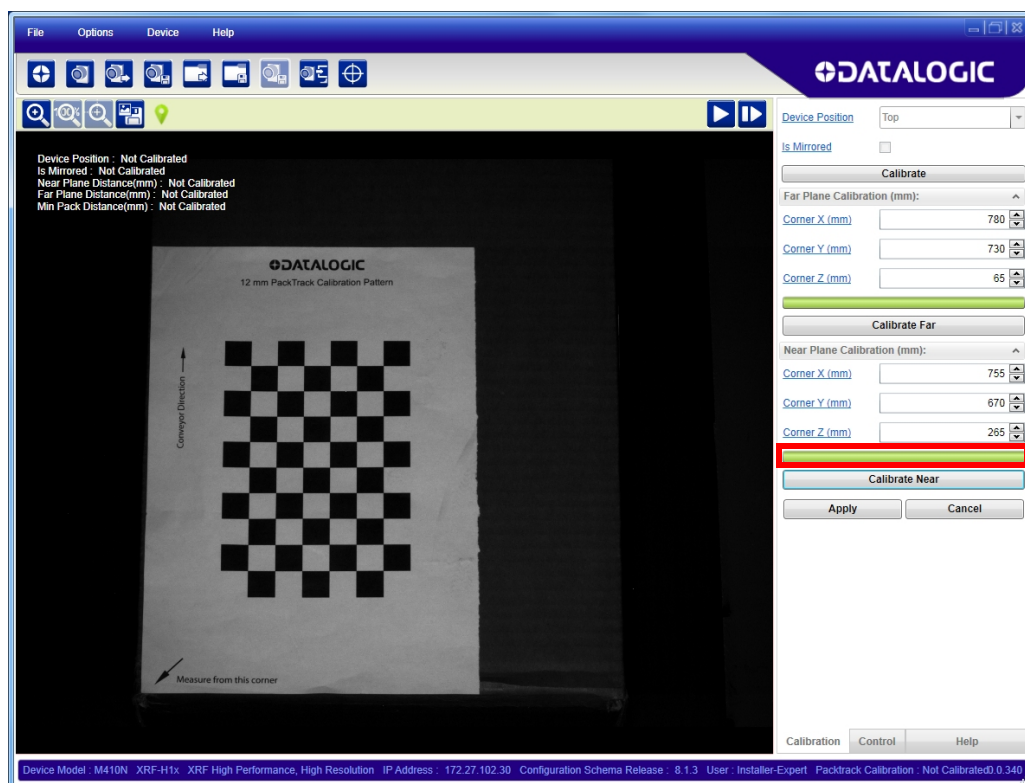 File Options Device Help
DATALOGIC
Device Position : Not Calibrated
Is Mirrored : Not Calibrated
Near Plane Distance(mm) : Not Calibrated
Far Plane Distance(mm) : Not Calibrated
Min Pack Distance(mm) : Not Calibrated
DATALOGIC
12 mm PackTrack Calibration Pattern
Conveyor Direction
Measure from this corner
Device Position Top
Is Mirrored
Calibrate
Far Plane Calibration (mm):
Corner X (mm) 780
Corner Y (mm) 730
Corner Z (mm) 65
Calibrate Far
Near Plane Calibration (mm):
Corner X (mm) 755
Corner Y (mm) 670
Corner Z (mm) 265
Calibrate Near
Apply Cancel
Calibration Control Help
Device Model : M410N XRF-H1x XRF High Performance, High Resolution IP Address : 172.27.102.30 Configuration Schema Release : 8.1.3 User : Installer-Expert Packtrack Calibration : Not Calibrated0.0.340